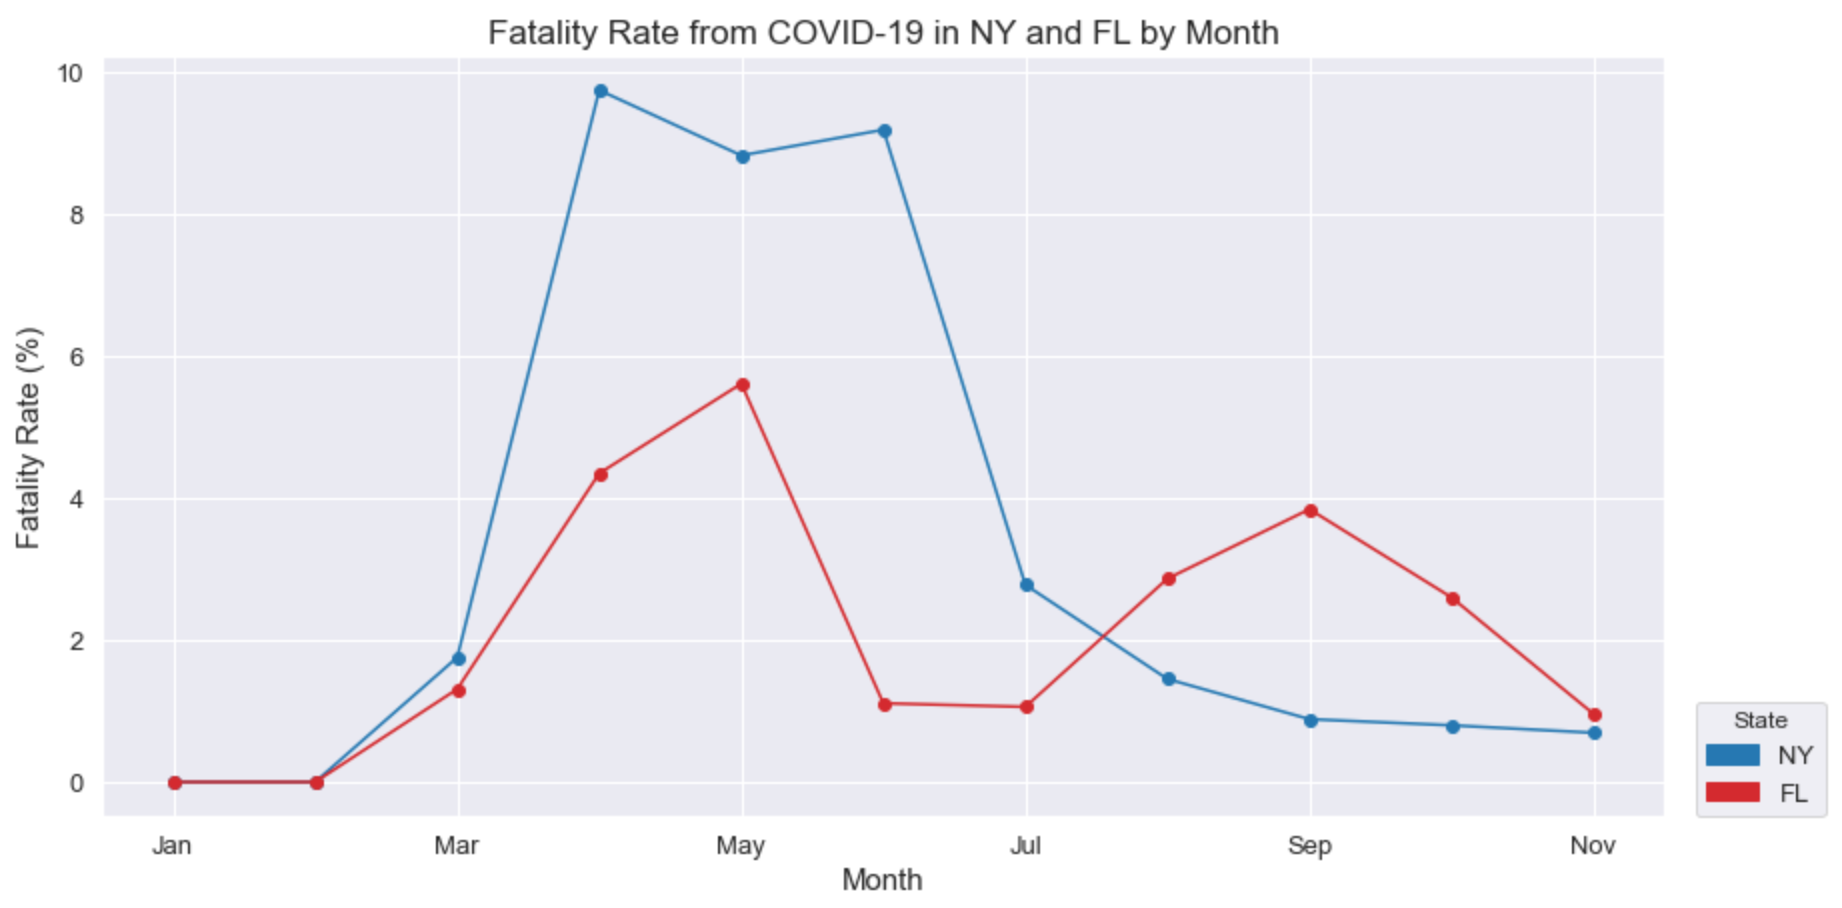 Fatality Rate from COVID-19 in NY and FL by Month
Fatality Rate (%)
10
8
6
4
2
0
Jan Mar May Jul Sep Nov
Month
State
NY
FL